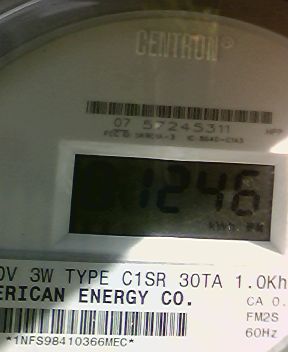 CENTRON®
07 57245311
1246
0V 3W TYPE C1SR 30TA 1.0Kh
ERICAN ENERGY CO.
CA 0.
FM2S
60Hz
*1NFS98410366MEC*